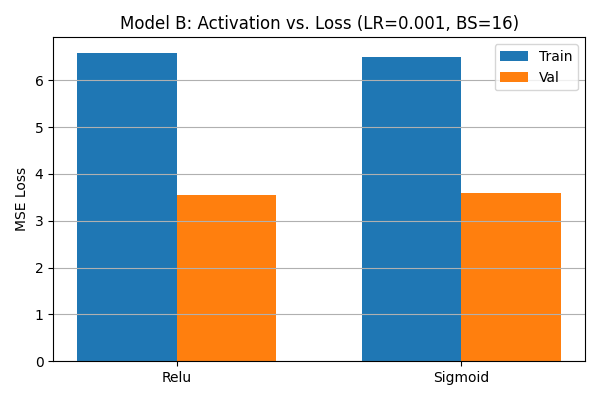 Model B: Activation vs. Loss (LR=0.001, BS=16)
Train
Val
MSE Loss
6
5
4
3
2
1
0
Relu
Sigmoid